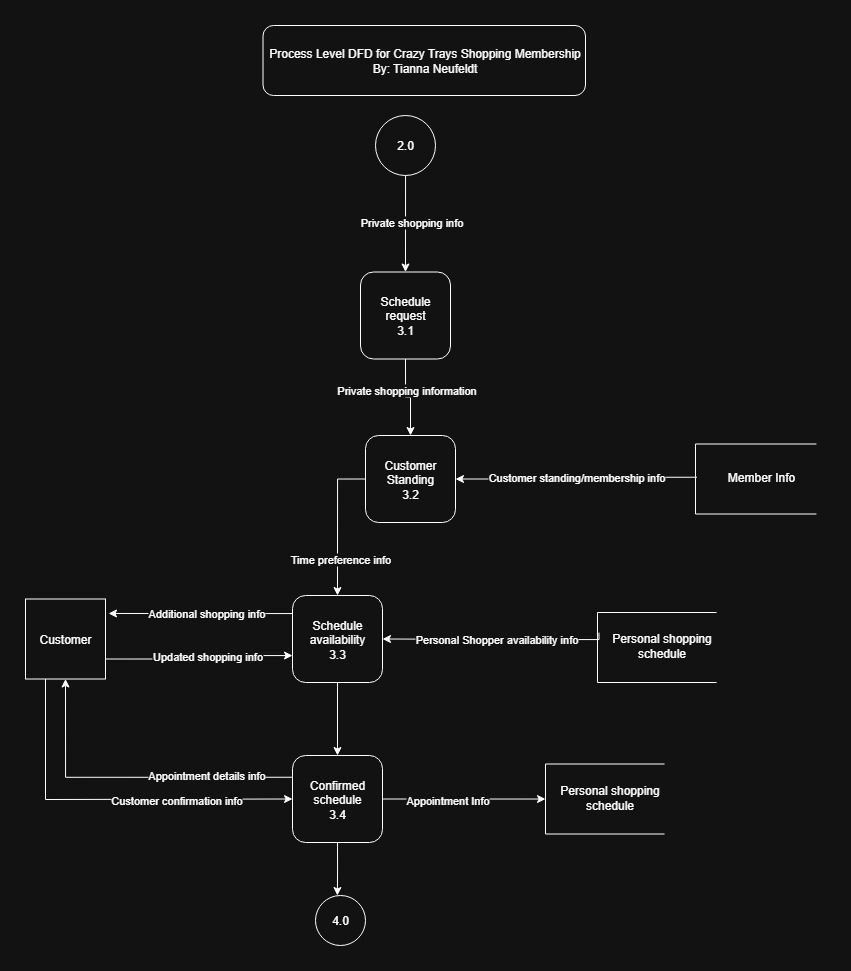 Process Level DFD for Crazy Trays Shopping Membership
By: Tianna Neufeldt
2.0
Private shopping info
Schedule
request
3.1
Private shopping information
Customer
Standing
3.2
Customer standing/membership info
Member Info
Time preference info
Customer
Additional shopping info
Updated shopping info
Schedule
availability
3.3
Personal Shopper availability info
Personal shopping
schedule
Appointment details info
Customer confirmation info
Confirmed
schedule
3.4
Appointment Info
Personal shopping
schedule
4.0